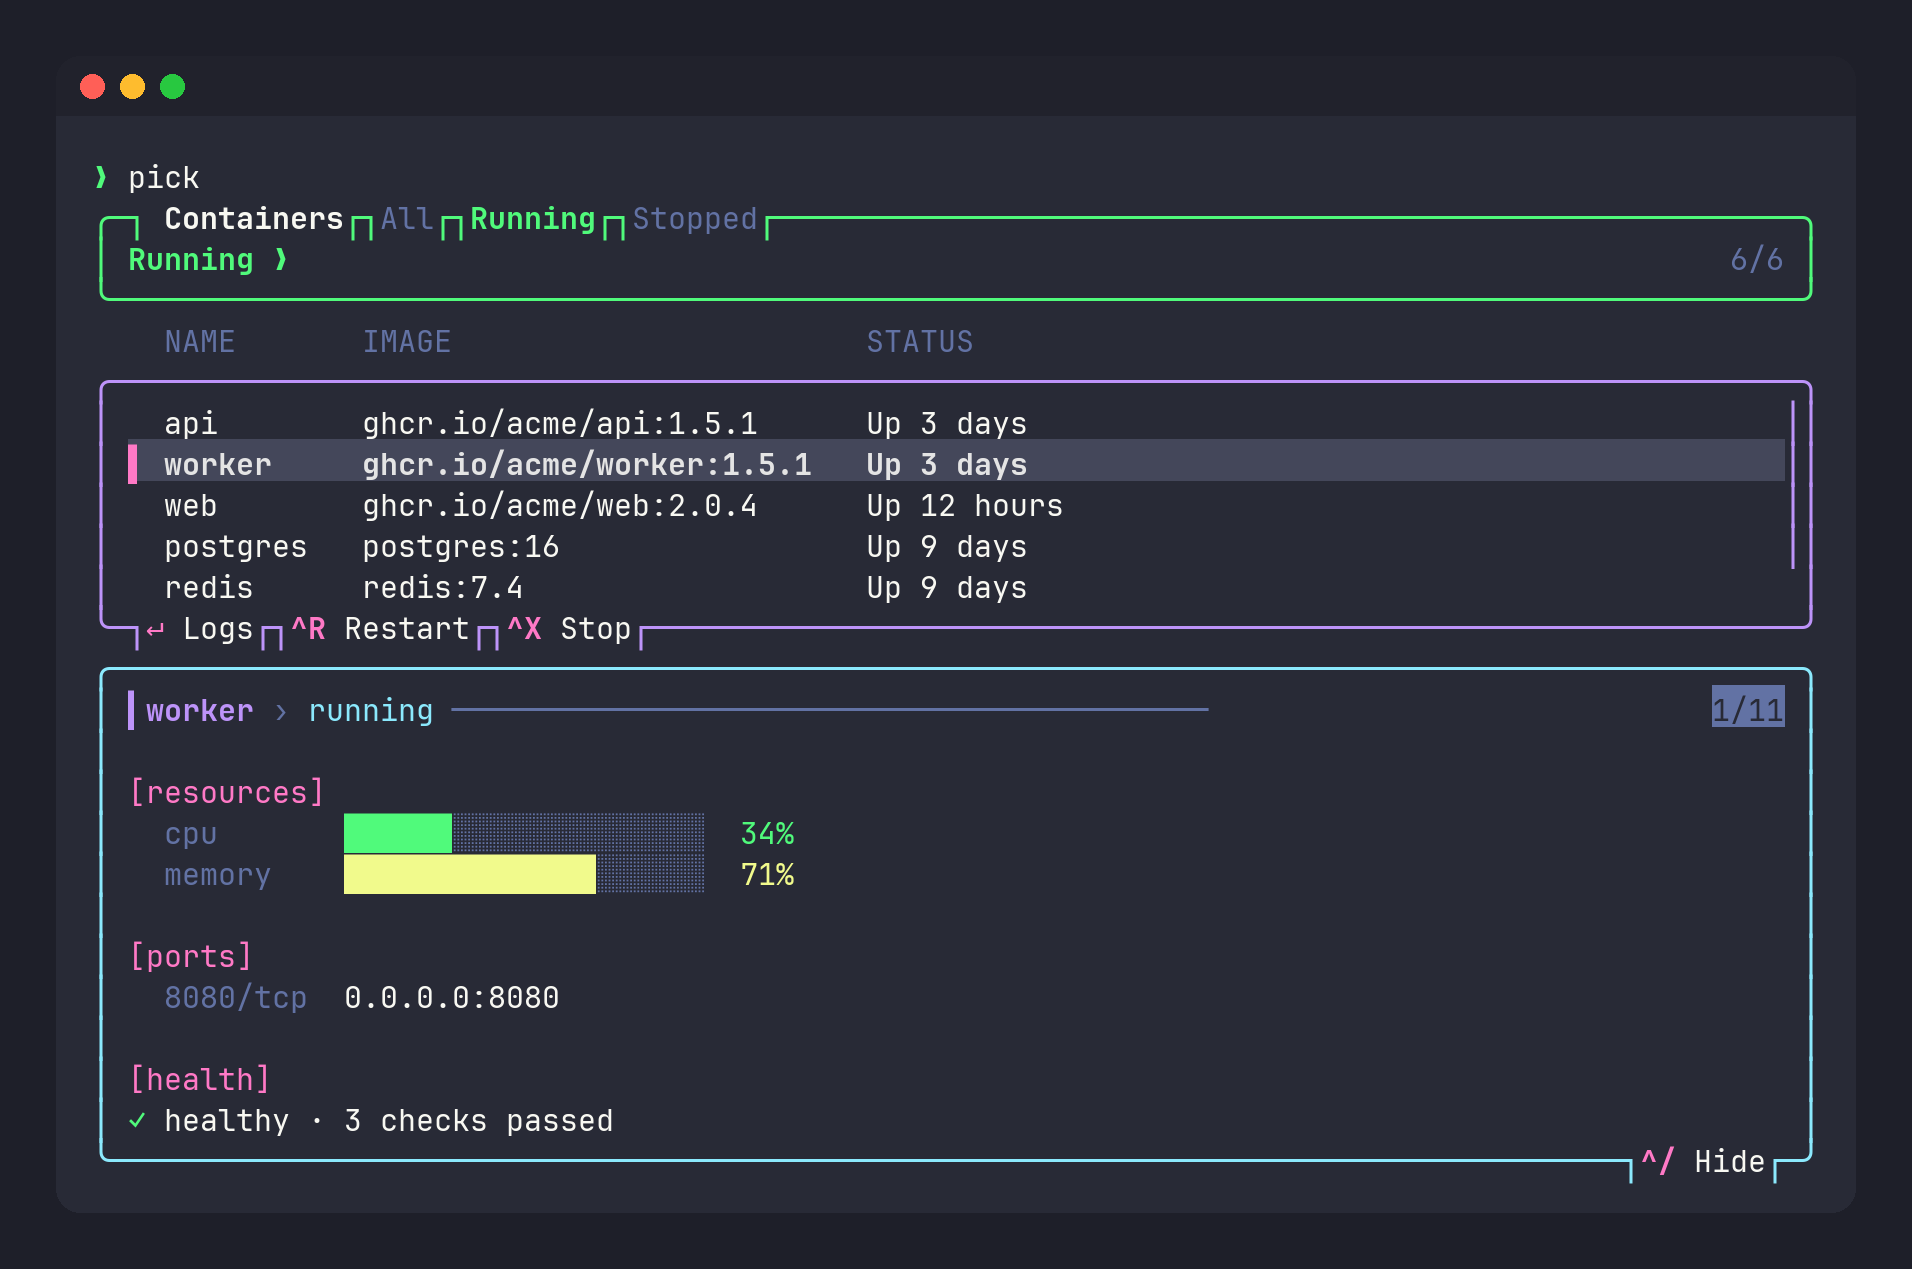 ❯ pick
Containers All Running Stopped
Running ❯ 6/6
NAME IMAGE STATUS
api ghcr.io/acme/api:1.5.1 Up 3 days
worker ghcr.io/acme/worker:1.5.1 Up 3 days
web ghcr.io/acme/web:2.0.4 Up 12 hours
postgres postgres:16 Up 9 days
redis redis:7.4 Up 9 days
↵ Logs ^R Restart ^X Stop
worker › running 1/11
[resources]
cpu 34%
memory 71%
[ports]
8080/tcp 0.0.0.0:8080
[health]
✓ healthy · 3 checks passed
^/ Hide